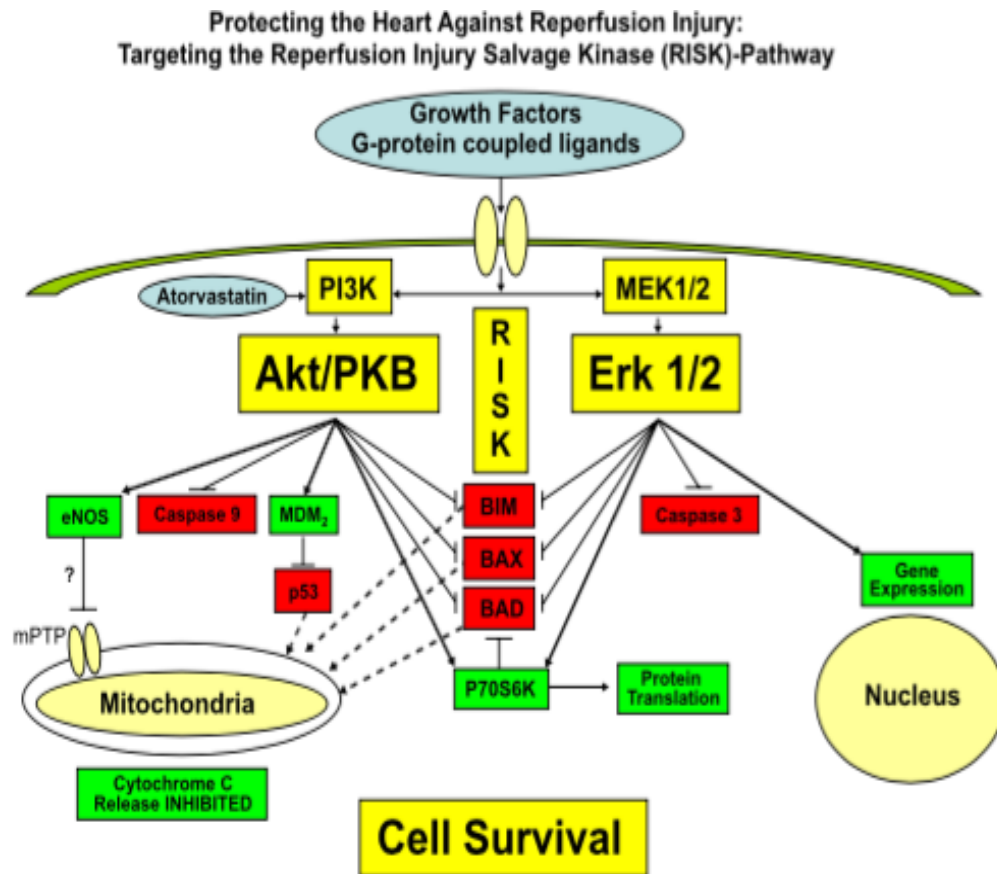 Protecting the Heart Against Reperfusion Injury:
Targeting the Reperfusion Injury Salvage Kinase (RISK)-Pathway
Growth Factors
G-protein coupled ligands
Atorvastatin
PI3K
MEK1/2
R
I
S
K
Akt/PKB
Erk 1/2
eNOS
Caspase 9
MDM₂
BIM
Caspase 3
BAX
?
p53
BAD
Gene
Expression
mPTP
Mitochondria
P70S6K
Protein
Translation
Nucleus
Cytochrome C
Release INHIBITED
Cell Survival